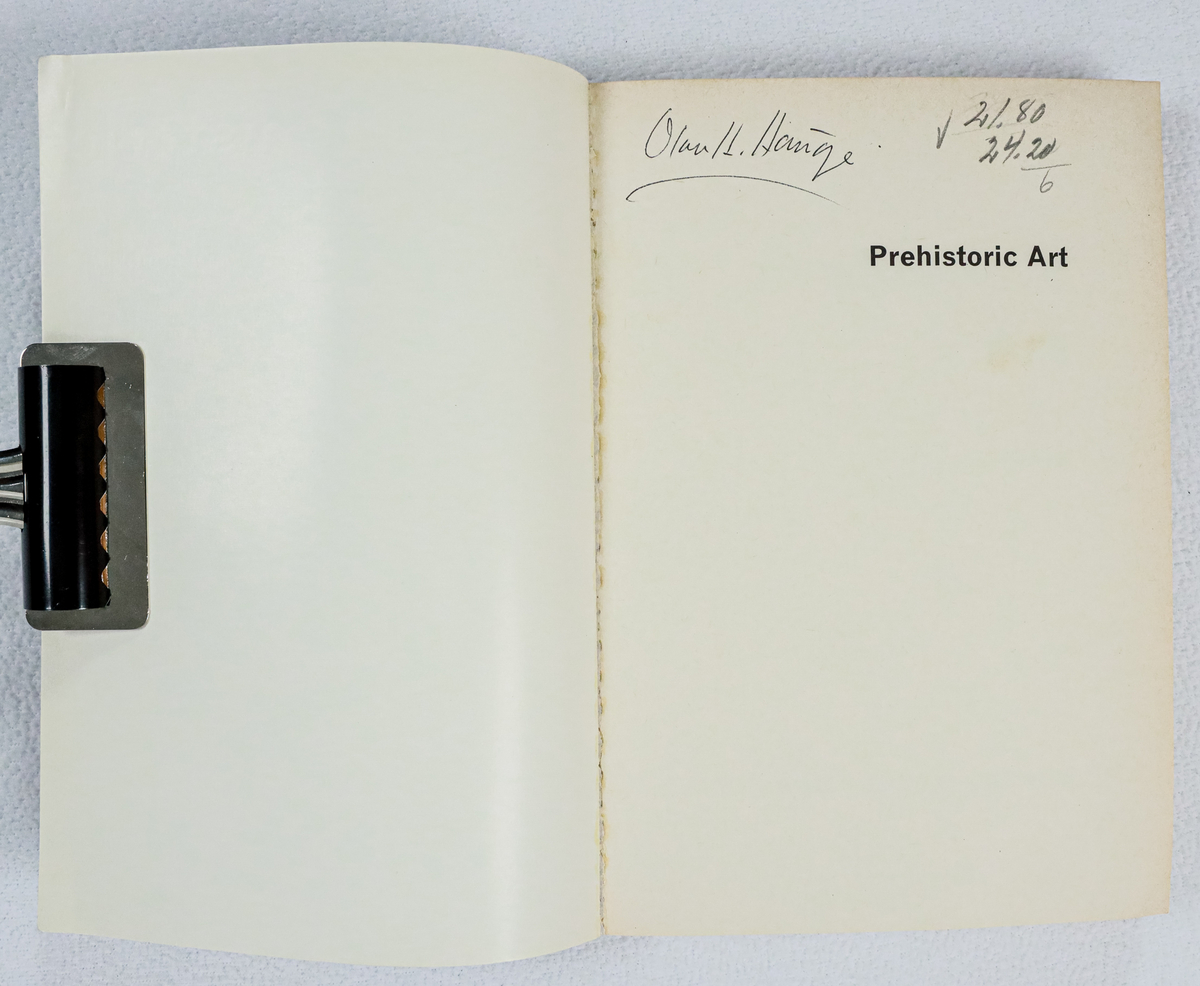 Olav H. Hauge
√ 21.80
24.20
6
Prehistoric Art